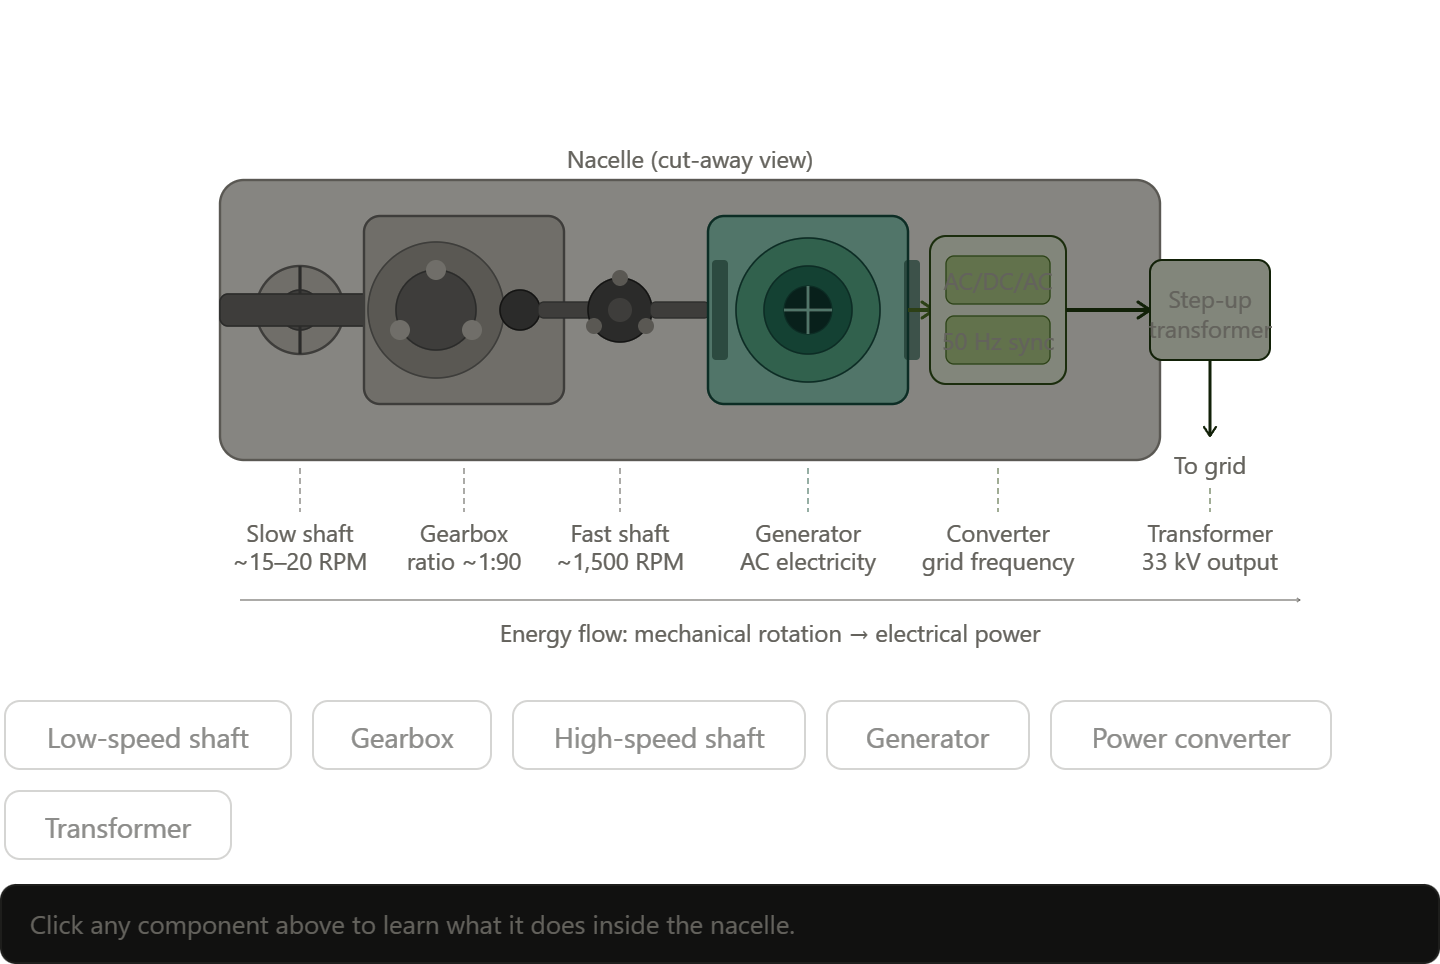 Nacelle (cut-away view)
AC/DC/AC
50 Hz sync
Step-up
transformer
To grid
Slow shaft
~15–20 RPM
Gearbox
ratio ~1:90
Fast shaft
~1,500 RPM
Generator
AC electricity
Converter
grid frequency
Transformer
33 kV output
Energy flow: mechanical rotation → electrical power
Low-speed shaft
Gearbox
High-speed shaft
Generator
Power converter
Transformer
Click any component above to learn what it does inside the nacelle.